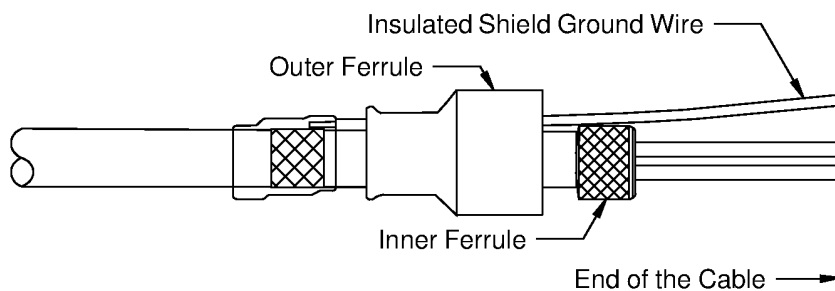 Insulated Shield Ground Wire
Outer Ferrule
Inner Ferrule
End of the Cable